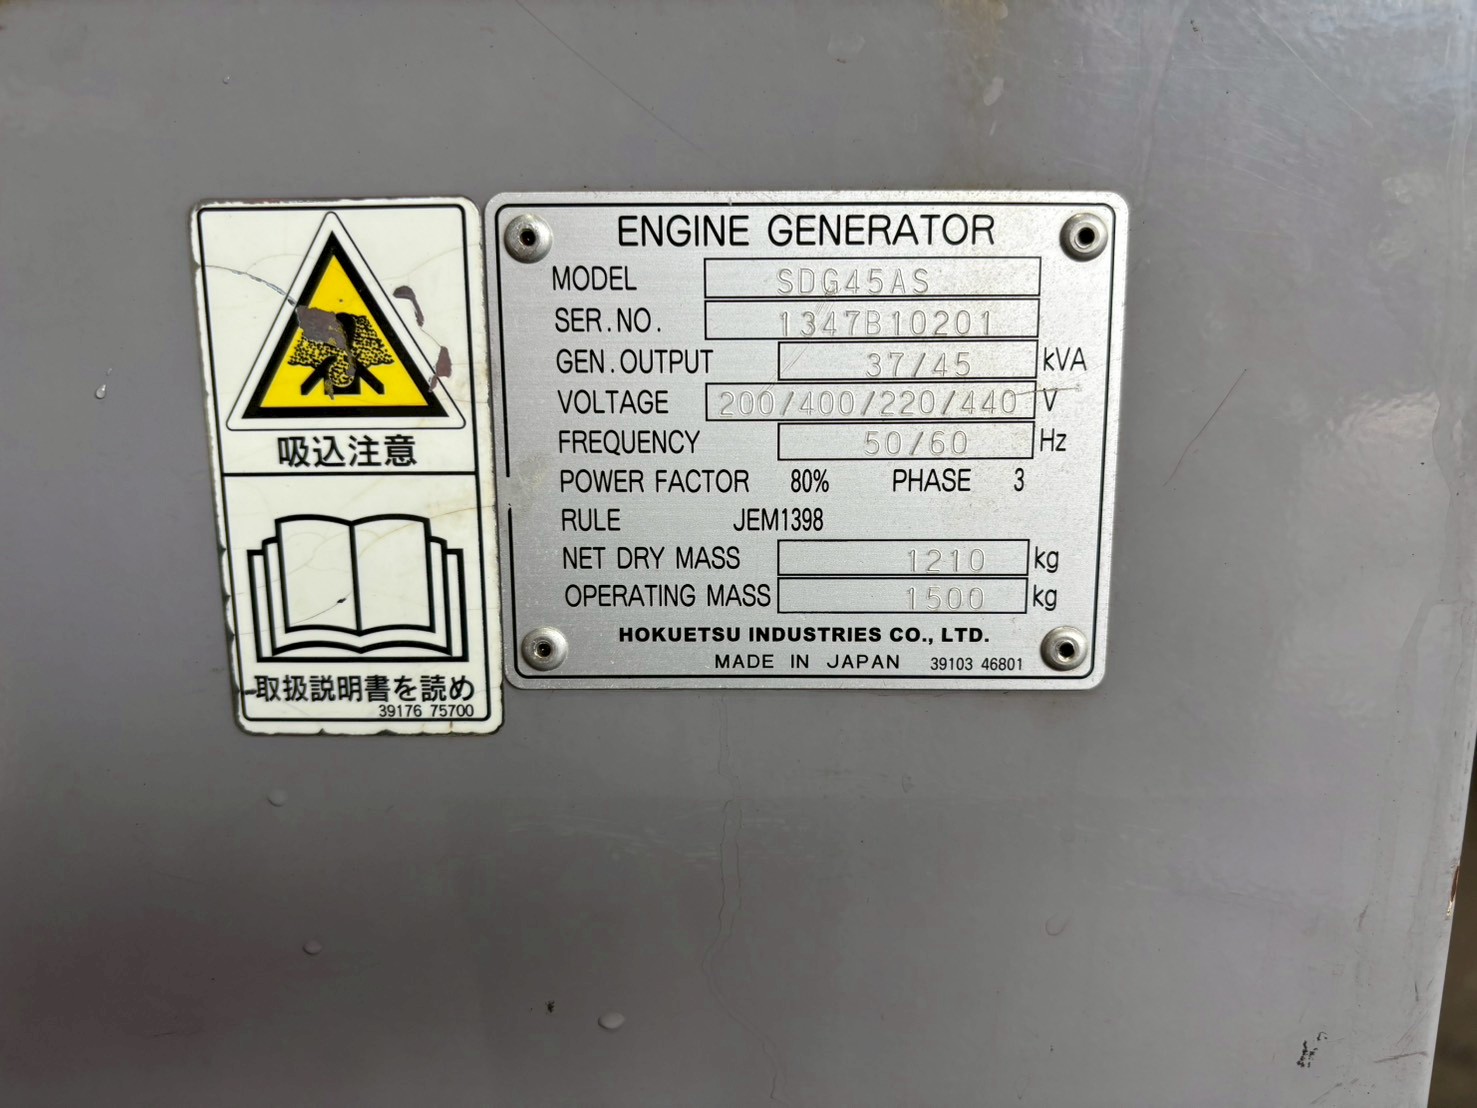 吸込注意
取扱説明書を読め
39176 75700
ENGINE GENERATOR
MODEL SDG45AS
SER.NO. 1347B10201
GEN.OUTPUT 37/45 kVA
VOLTAGE 200/400/220/440 V
FREQUENCY 50/60 Hz
POWER FACTOR 80% PHASE 3
RULE JEM1398
NET DRY MASS 1210 kg
OPERATING MASS 1500 kg
HOKUETSU INDUSTRIES CO., LTD.
MADE IN JAPAN 39103 46801